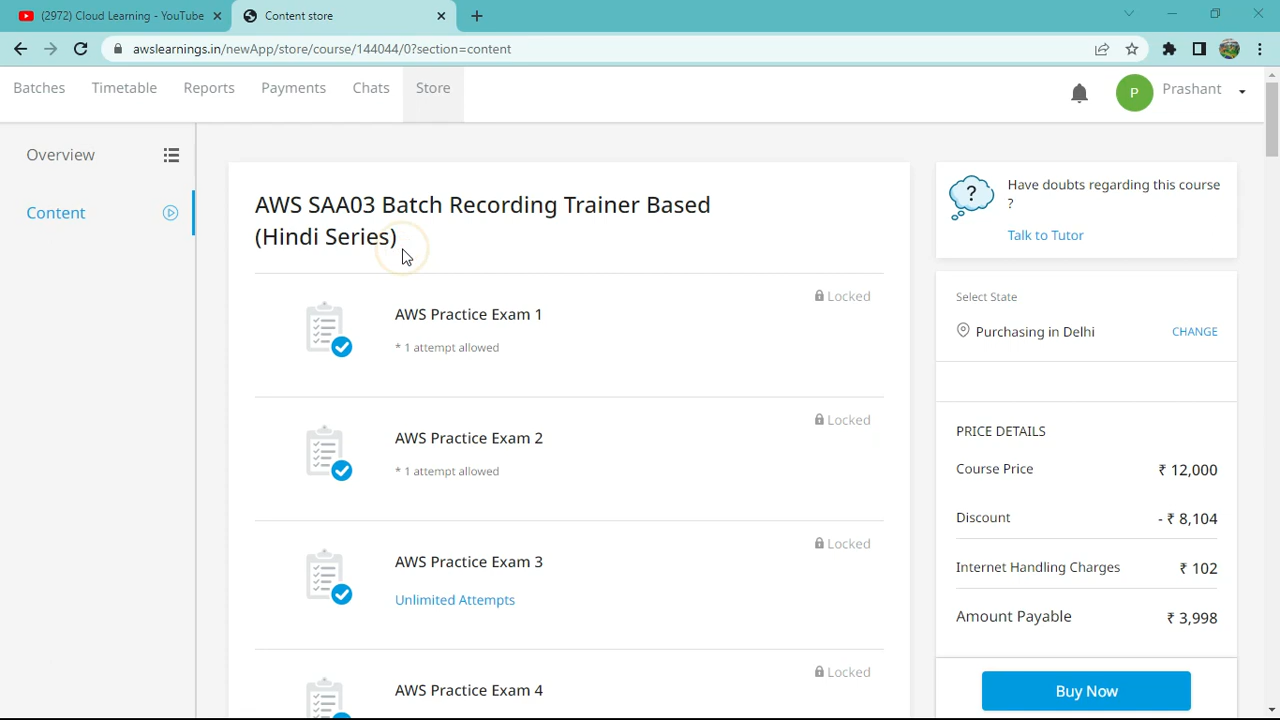 (2972) Cloud Learning - YouTube
Content store
awslearnings.in/newApp/store/course/144044/0?section=content
Batches Timetable Reports Payments Chats Store
P Prashant
Overview
Content
AWS SAA03 Batch Recording Trainer Based
(Hindi Series)
Locked
AWS Practice Exam 1
* 1 attempt allowed
Locked
AWS Practice Exam 2
* 1 attempt allowed
Locked
AWS Practice Exam 3
Unlimited Attempts
Locked
AWS Practice Exam 4
?
Have doubts regarding this course
?
Talk to Tutor
Select State
Purchasing in Delhi CHANGE
PRICE DETAILS
Course Price ₹ 12,000
Discount - ₹ 8,104
Internet Handling Charges ₹ 102
Amount Payable ₹ 3,998
Buy Now